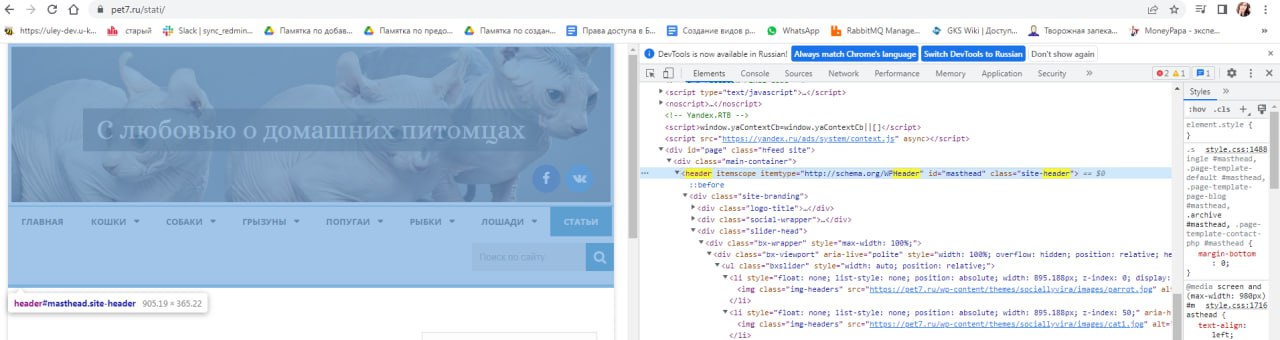 pet7.ru/stati/
https://uley-dev.u-k...
старый
Slack | sync_redmin...
Памятка по добав...
Памятка по предо...
Памятка по создан...
Права доступа в Б...
Создание видов р...
WhatsApp
RabbitMQ Manage...
GKS Wiki | Доступ...
Творожная запека...
MoneyPapa - экспе...
С любовью о домашних питомцах
ГЛАВНАЯ КОШКИ СОБАКИ ГРЫЗУНЫ ПОПУГАИ РЫБКИ ЛОШАДИ СТАТЬИ
Поиск по сайту
header#masthead.site-header 905.19 × 365.22
DevTools is now available in Russian! Always match Chrome's language Switch DevTools to Russian Don't show again
Elements Console Sources Network Performance Memory Application Security » 2 1 1
<script type="text/javascript">…</script>
<noscript>…</noscript>
<!-- Yandex.RTB -->
<script>window.yaContextCb=window.yaContextCb||[]</script>
<script src="https://yandex.ru/ads/system/context.js" async></script>
<div id="page" class="hfeed site">
<div class="main-container">
<header itemscope itemtype="http://schema.org/WPHeader" id="masthead" class="site-header"> == $0
::before
<div class="site-branding">
<div class="logo-title">…</div>
<div class="social-wrapper">…</div>
<div class="slider-head">
<div class="bx-wrapper" style="max-width: 100%;">
<div class="bx-viewport" aria-live="polite" style="width: 100%; overflow: hidden; position: relative; he
<ul class="bxslider" style="width: auto; position: relative;">
<li style="float: none; list-style: none; position: absolute; width: 895.188px; z-index: 0; display:
<img class="img-headers" src="https://pet7.ru/wp-content/themes/sociallyvira/images/parrot.jpg" al
</li>
<li style="float: none; list-style: none; position: absolute; width: 895.188px; z-index: 50;" aria-h
<img class="img-headers" src="https://pet7.ru/wp-content/themes/sociallyvira/images/cat1.jpg" alt=
</li>
Styles »
:hov .cls
element.style {
}
.s style.css:1488
ingle #masthead,
.page-template-
default #masthead,
.page-template-
page-blog
#masthead,
.archive
#masthead, .page-
template-contact-
php #masthead {
margin-bottom
: 0;
}
@media screen and
(max-width: 980px)
#m style.css:1716
asthead {
text-align:
left;